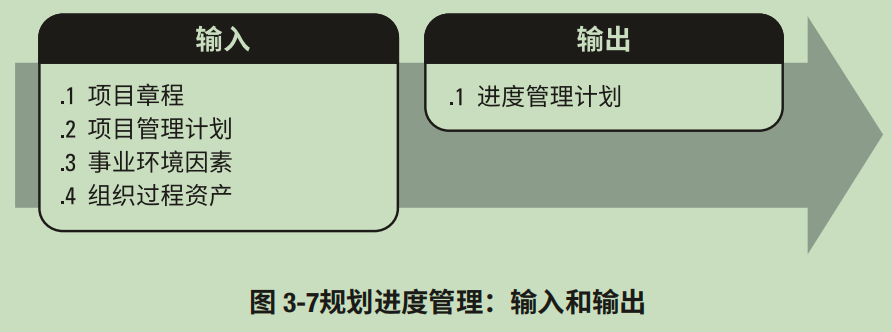 输入
.1 项目章程
.2 项目管理计划
.3 事业环境因素
.4 组织过程资产
输出
.1 进度管理计划
图 3-7规划进度管理：输入和输出